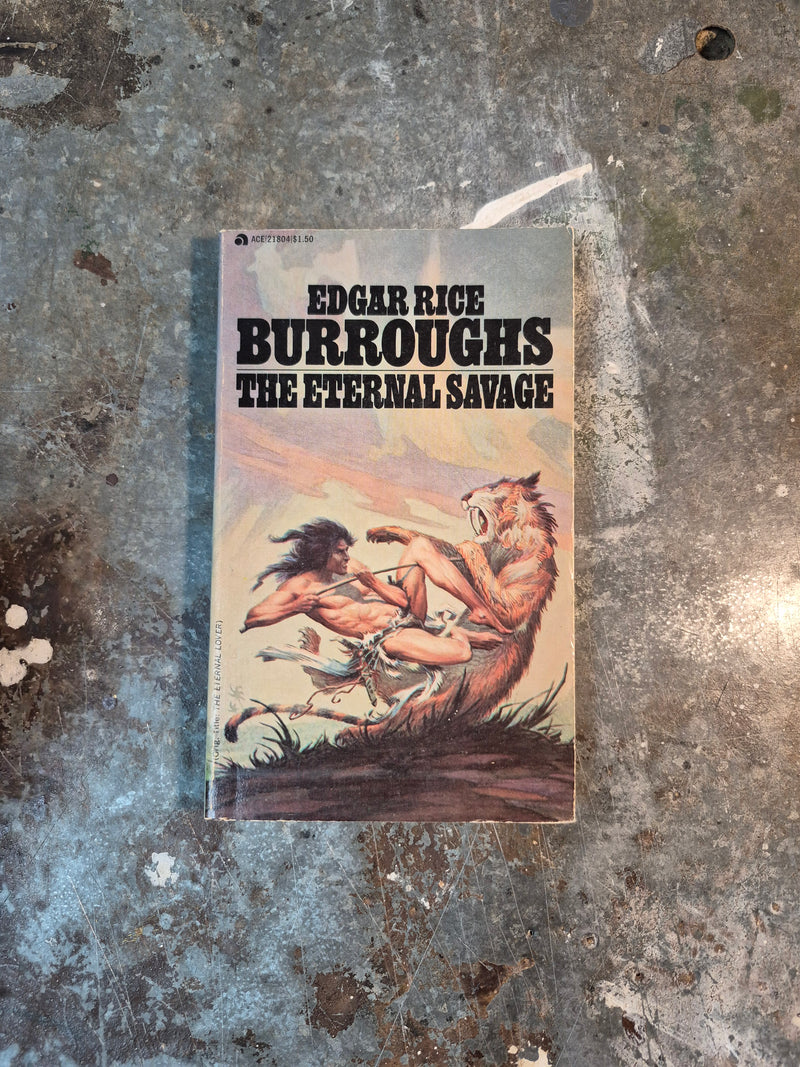 ACE|21804|$1.50
EDGAR RICE
BURROUGHS
THE ETERNAL SAVAGE
(Orig. Title: THE ETERNAL LOVER)